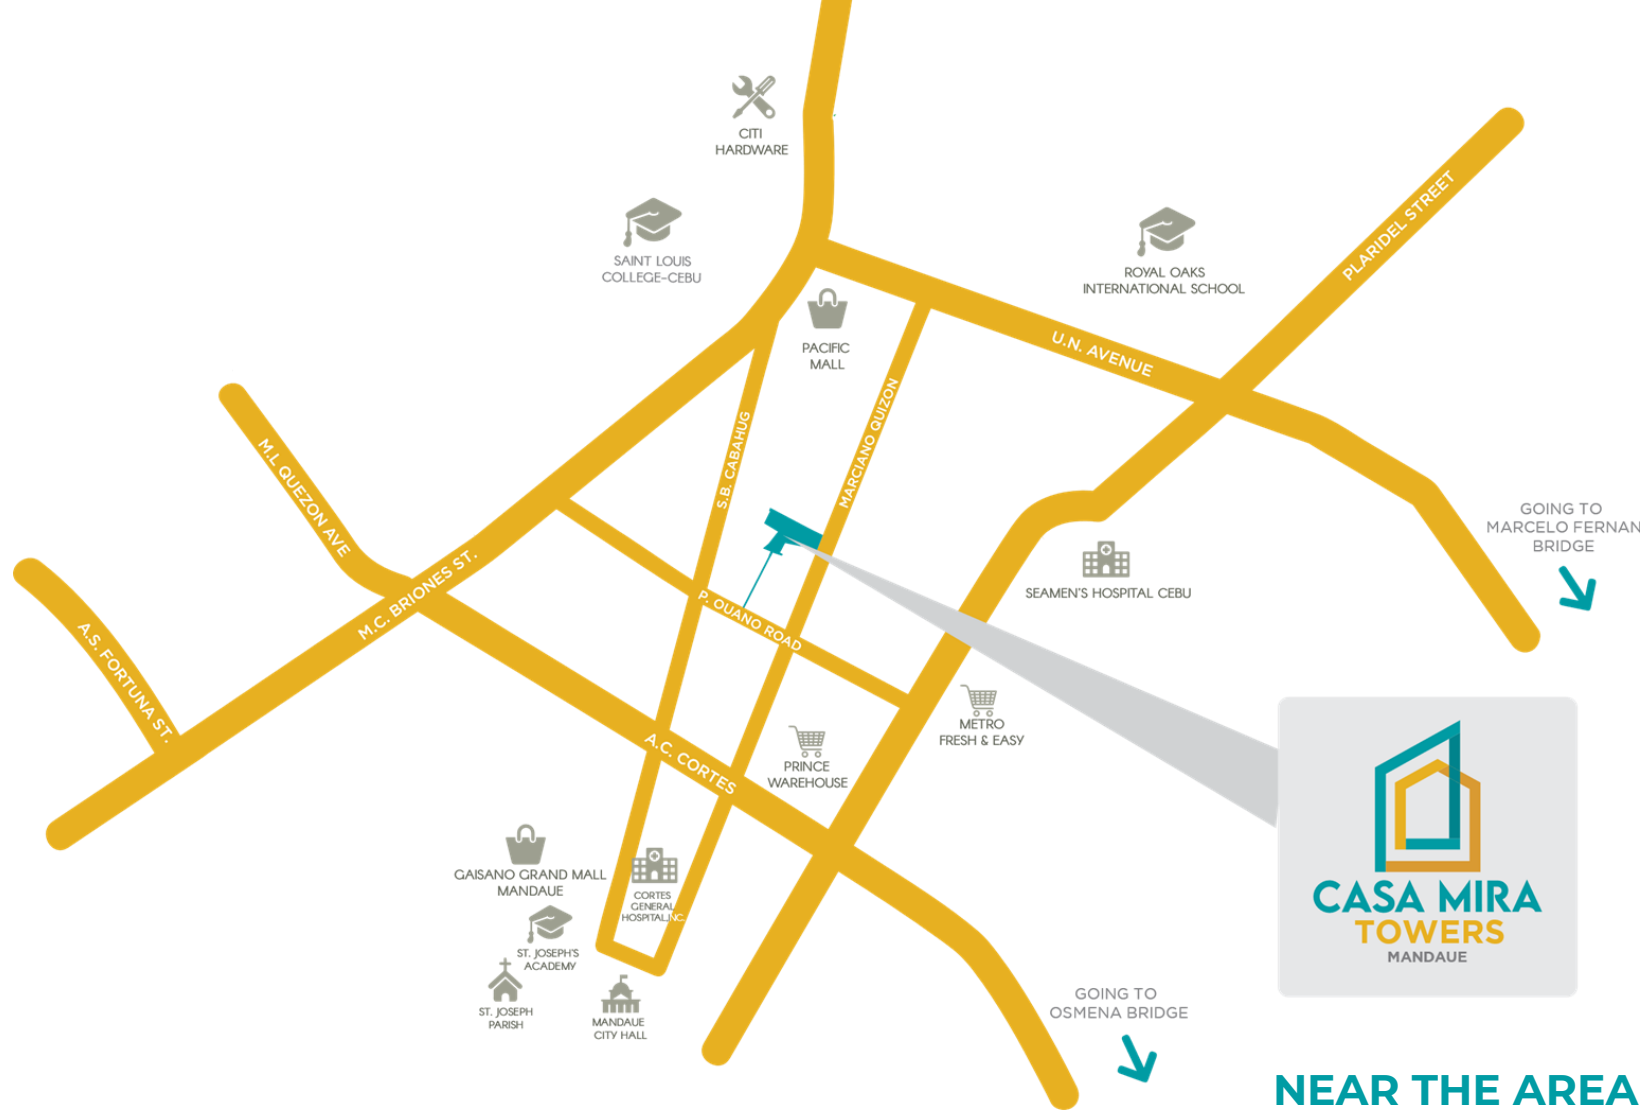 CITI
HARDWARE
SAINT LOUIS
COLLEGE-CEBU
ROYAL OAKS
INTERNATIONAL SCHOOL
PLARIDEL STREET
PACIFIC
MALL
U.N. AVENUE
MARCIANO QUIZON
S.B. CABAHUG
M.L QUEZON AVE
GOING TO
MARCELO FERNAN
BRIDGE
M.C. BRIONES ST.
SEAMEN'S HOSPITAL CEBU
P. OUANO ROAD
A.S. FORTUNA ST.
METRO
FRESH & EASY
A.C. CORTES
PRINCE
WAREHOUSE
GAISANO GRAND MALL
MANDAUE
CORTES
GENERAL
HOSPITAL,INC.
CASA MIRA
TOWERS
MANDAUE
ST. JOSEPH'S
ACADEMY
ST. JOSEPH
PARISH
MANDAUE
CITY HALL
GOING TO
OSMENA BRIDGE
NEAR THE AREA